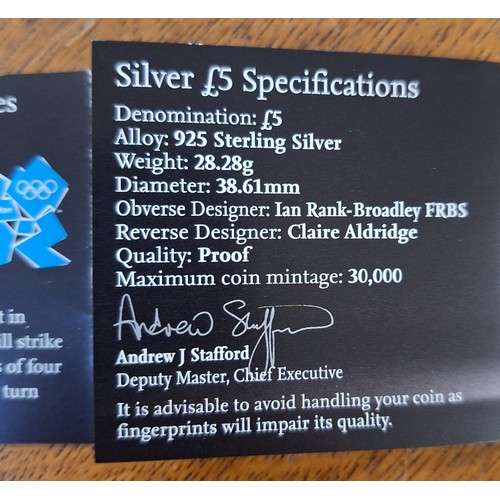 Silver £5 Specifications
Denomination: £5
Alloy: 925 Sterling Silver
Weight: 28.28g
Diameter: 38.61mm
Obverse Designer: Ian Rank-Broadley FRBS
Reverse Designer: Claire Aldridge
Quality: Proof
Maximum coin mintage: 30,000
Andrew Stafford
Andrew J Stafford
Deputy Master, Chief Executive
It is advisable to avoid handling your coin as
fingerprints will impair its quality.
in
strike
of four
turn